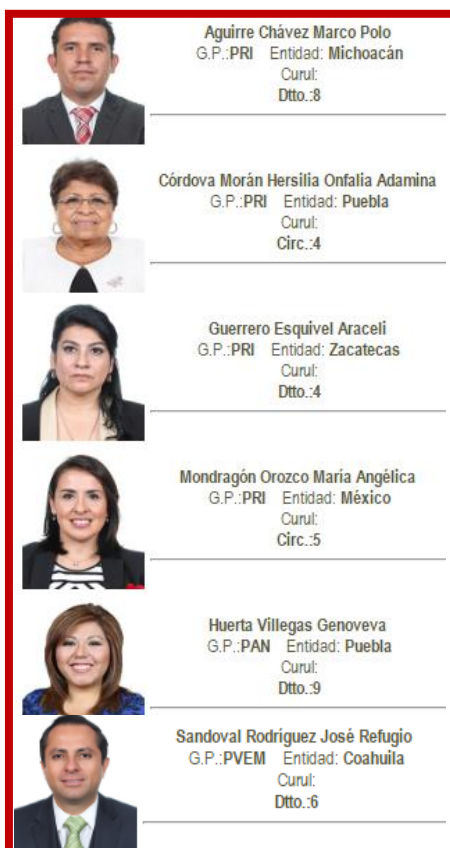 Aguirre Chávez Marco Polo
G.P.:PRI Entidad: Michoacán
Curul:
Dtto.:8
Córdova Morán Hersilia Onfalia Adamina
G.P.:PRI Entidad: Puebla
Curul:
Circ.:4
Guerrero Esquivel Araceli
G.P.:PRI Entidad: Zacatecas
Curul:
Dtto.:4
Mondragón Orozco María Angélica
G.P.:PRI Entidad: México
Curul:
Circ.:5
Huerta Villegas Genoveva
G.P.:PAN Entidad: Puebla
Curul:
Dtto.:9
Sandoval Rodríguez José Refugio
G.P.:PVEM Entidad: Coahuila
Curul:
Dtto.:6